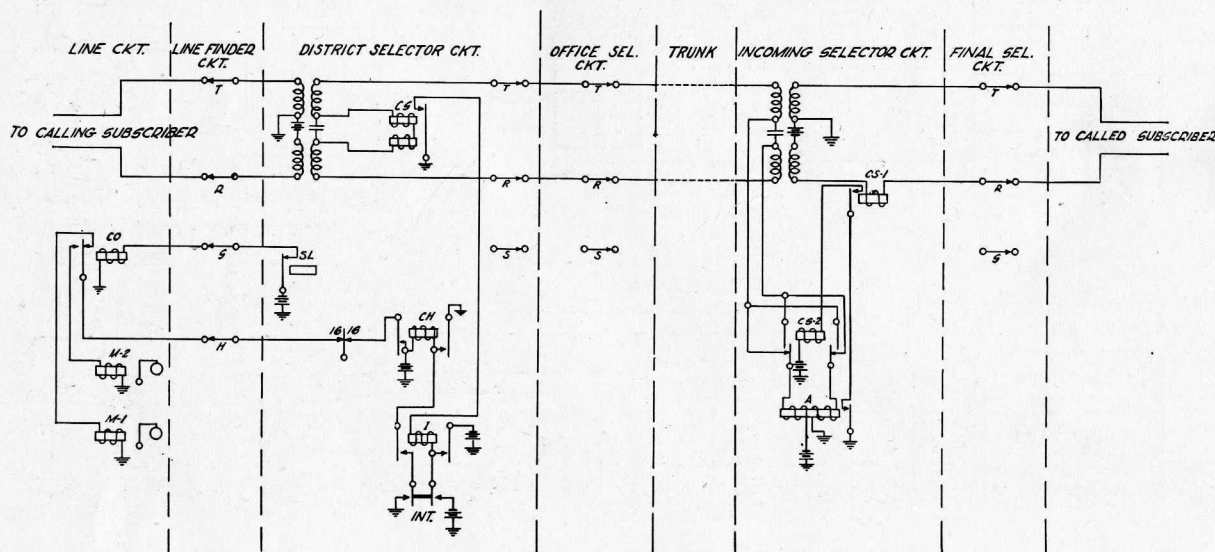 LINE CKT.
LINE FINDER CKT.
DISTRICT SELECTOR CKT.
OFFICE SEL. CKT.
TRUNK
INCOMING SELECTOR CKT.
FINAL SEL. CKT.
T
T
T
T
CS
TO CALLING SUBSCRIBER
TO CALLED SUBSCRIBER
R
R
R
CS-1
R
CO
S
SL
S
S
S
16 16
CH
CS-2
H
M-2
A
M-1
I
INT.